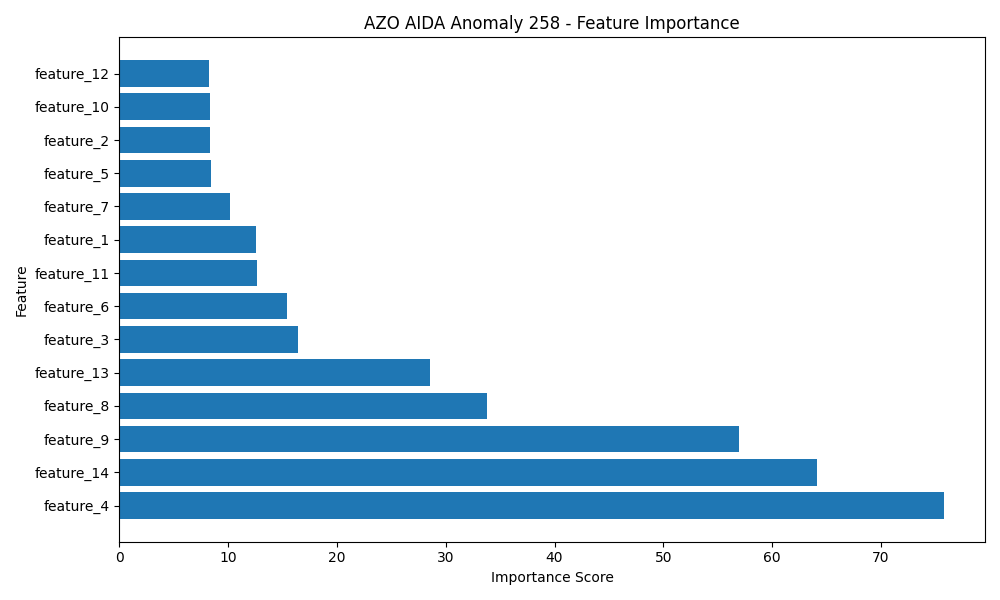 AZO AIDA Anomaly 258 - Feature Importance
feature_12
feature_10
feature_2
feature_5
feature_7
feature_1
feature_11
feature_6
feature_3
feature_13
feature_8
feature_9
feature_14
feature_4
Feature
0 10 20 30 40 50 60 70
Importance Score